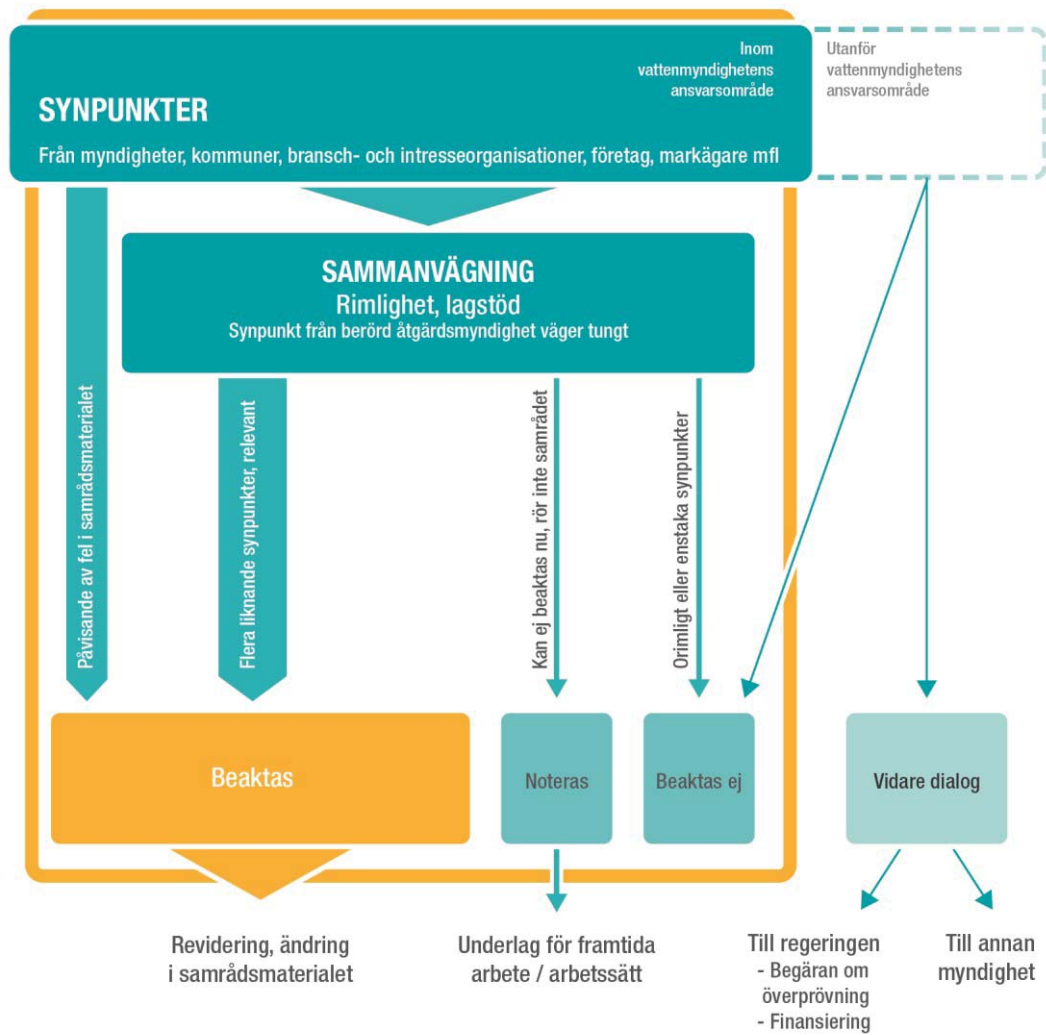 Inom
vattenmyndighetens
ansvarsområde
Utanför
vattenmyndighetens
ansvarsområde
SYNPUNKTER
Från myndigheter, kommuner, bransch- och intresseorganisationer, företag, markägare mfl
SAMMANVÄGNING
Rimlighet, lagstöd
Synpunkt från berörd åtgärdsmyndighet väger tungt
Påvisande av fel i samrådsmaterialet
Flera liknande synpunkter, relevant
Kan ej beaktas nu, rör inte samrådet
Orimligt eller enstaka synpunkter
Beaktas
Noteras
Beaktas ej
Vidare dialog
Revidering, ändring
i samrådsmaterialet
Underlag för framtida
arbete / arbetssätt
Till regeringen
- Begäran om
överprövning
- Finansiering
Till annan
myndighet